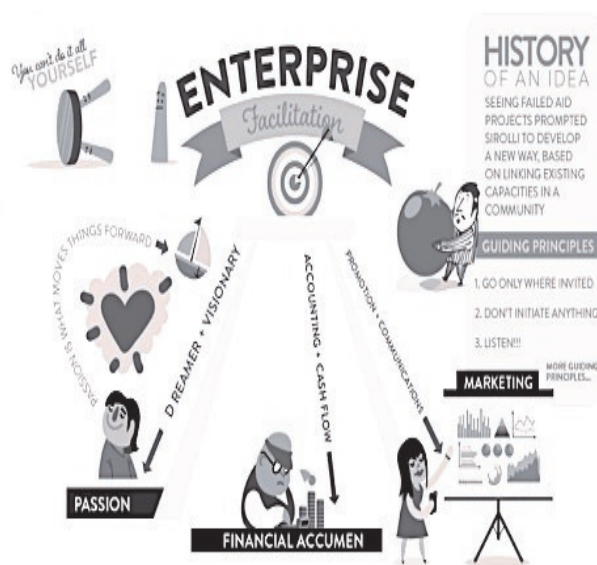 You can't do it all
YOURSELF
ENTERPRISE
Facilitation
HISTORY
OF AN IDEA
SEEING FAILED AID
PROJECTS PROMPTED
SIROLLI TO DEVELOP
A NEW WAY, BASED
ON LINKING EXISTING
CAPACITIES IN A
COMMUNITY
GUIDING PRINCIPLES
1. GO ONLY WHERE INVITED
2. DON'T INITIATE ANYTHING
3. LISTEN!!!
MORE GUIDING
PRINCIPLES...
PASSION IS WHAT MOVES THINGS FORWARD
DREAMER + VISIONARY
ACCOUNTING + CASH FLOW
PROMOTION + COMMUNICATIONS
PASSION
FINANCIAL ACCUMEN
MARKETING